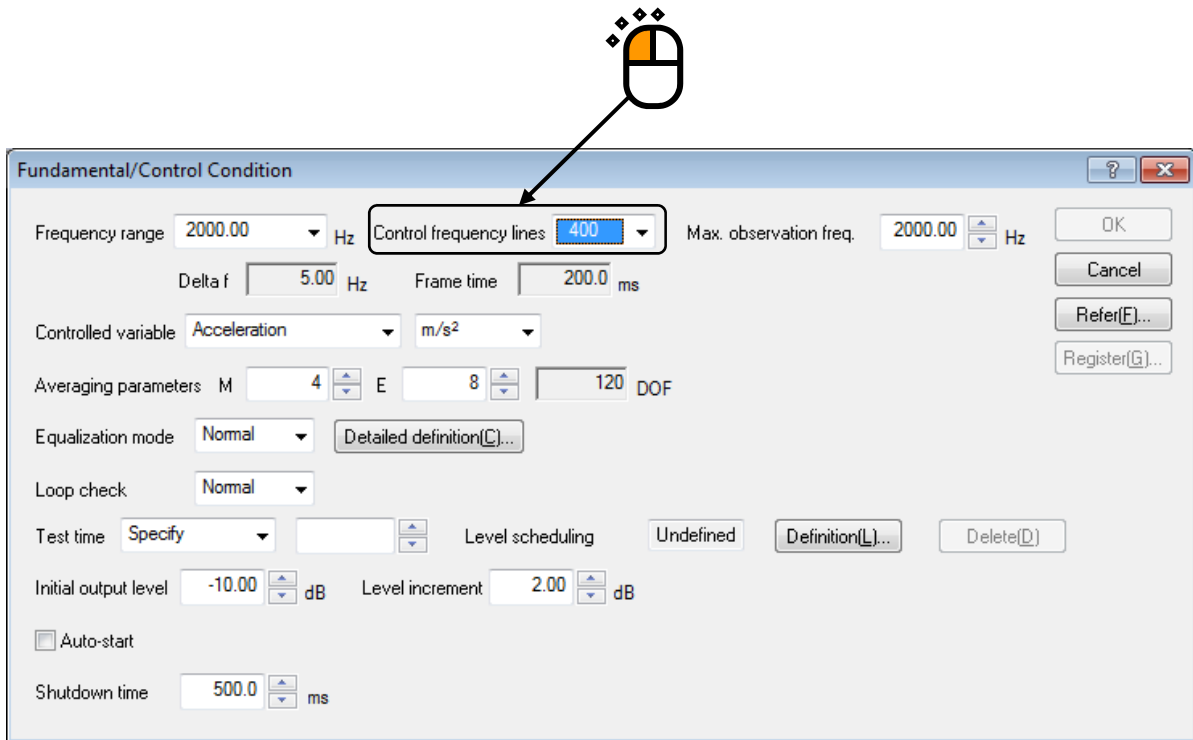 Fundamental/Control Condition
Frequency range 2000.00 Hz Control frequency lines 400 Max. observation freq. 2000.00 Hz OK
Delta f 5.00 Hz Frame time 200.0 ms Cancel
Controlled variable Acceleration m/s² Refer(F)...
Register(G)...
Averaging parameters M 4 E 8 120 DOF
Equalization mode Normal Detailed definition(C)...
Loop check Normal
Test time Specify Level scheduling Undefined Definition(L)... Delete(D)
Initial output level -10.00 dB Level increment 2.00 dB
Auto-start
Shutdown time 500.0 ms